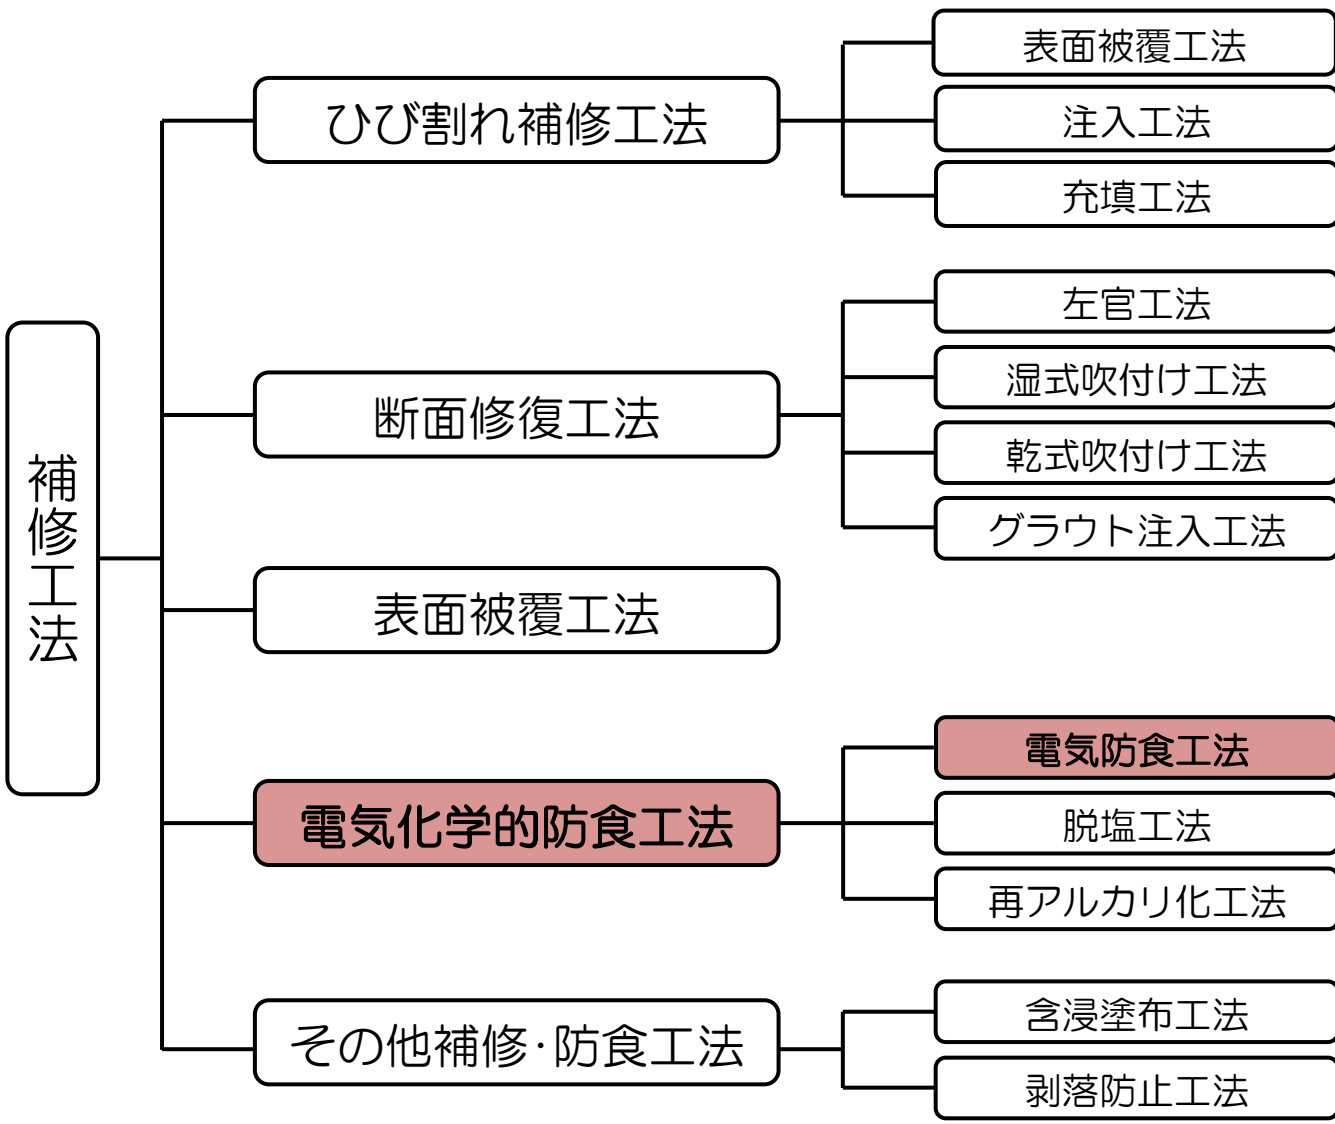 補修工法
ひび割れ補修工法
表面被覆工法
注入工法
充填工法
断面修復工法
左官工法
湿式吹付け工法
乾式吹付け工法
グラウト注入工法
表面被覆工法
電気化学的防食工法
電気防食工法
脱塩工法
再アルカリ化工法
その他補修･防食工法
含浸塗布工法
剥落防止工法